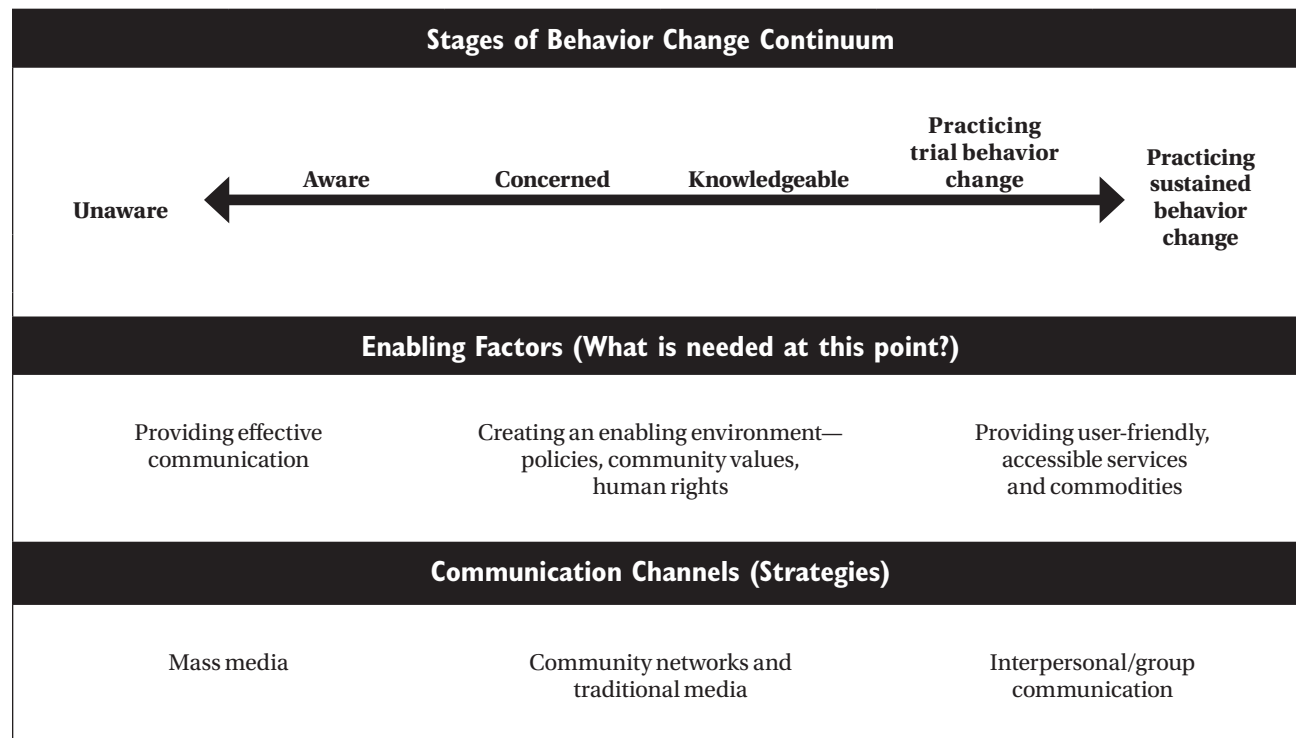 Stages of Behavior Change Continuum
Unaware
Aware
Concerned
Knowledgeable
Practicing
trial behavior
change
Practicing
sustained
behavior
change
Enabling Factors (What is needed at this point?)
Providing effective
communication
Creating an enabling environment—
policies, community values,
human rights
Providing user-friendly,
accessible services
and commodities
Communication Channels (Strategies)
Mass media
Community networks and
traditional media
Interpersonal/group
communication